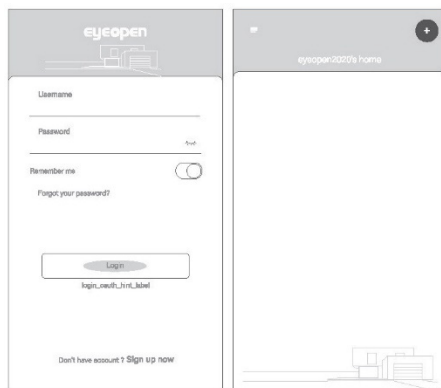 eyeopen
Username
Password
Remember me
Forgot your password?
Login
login_oauth_hint_label
Don't have account ? Sign up now
+
eyeopen2020's home